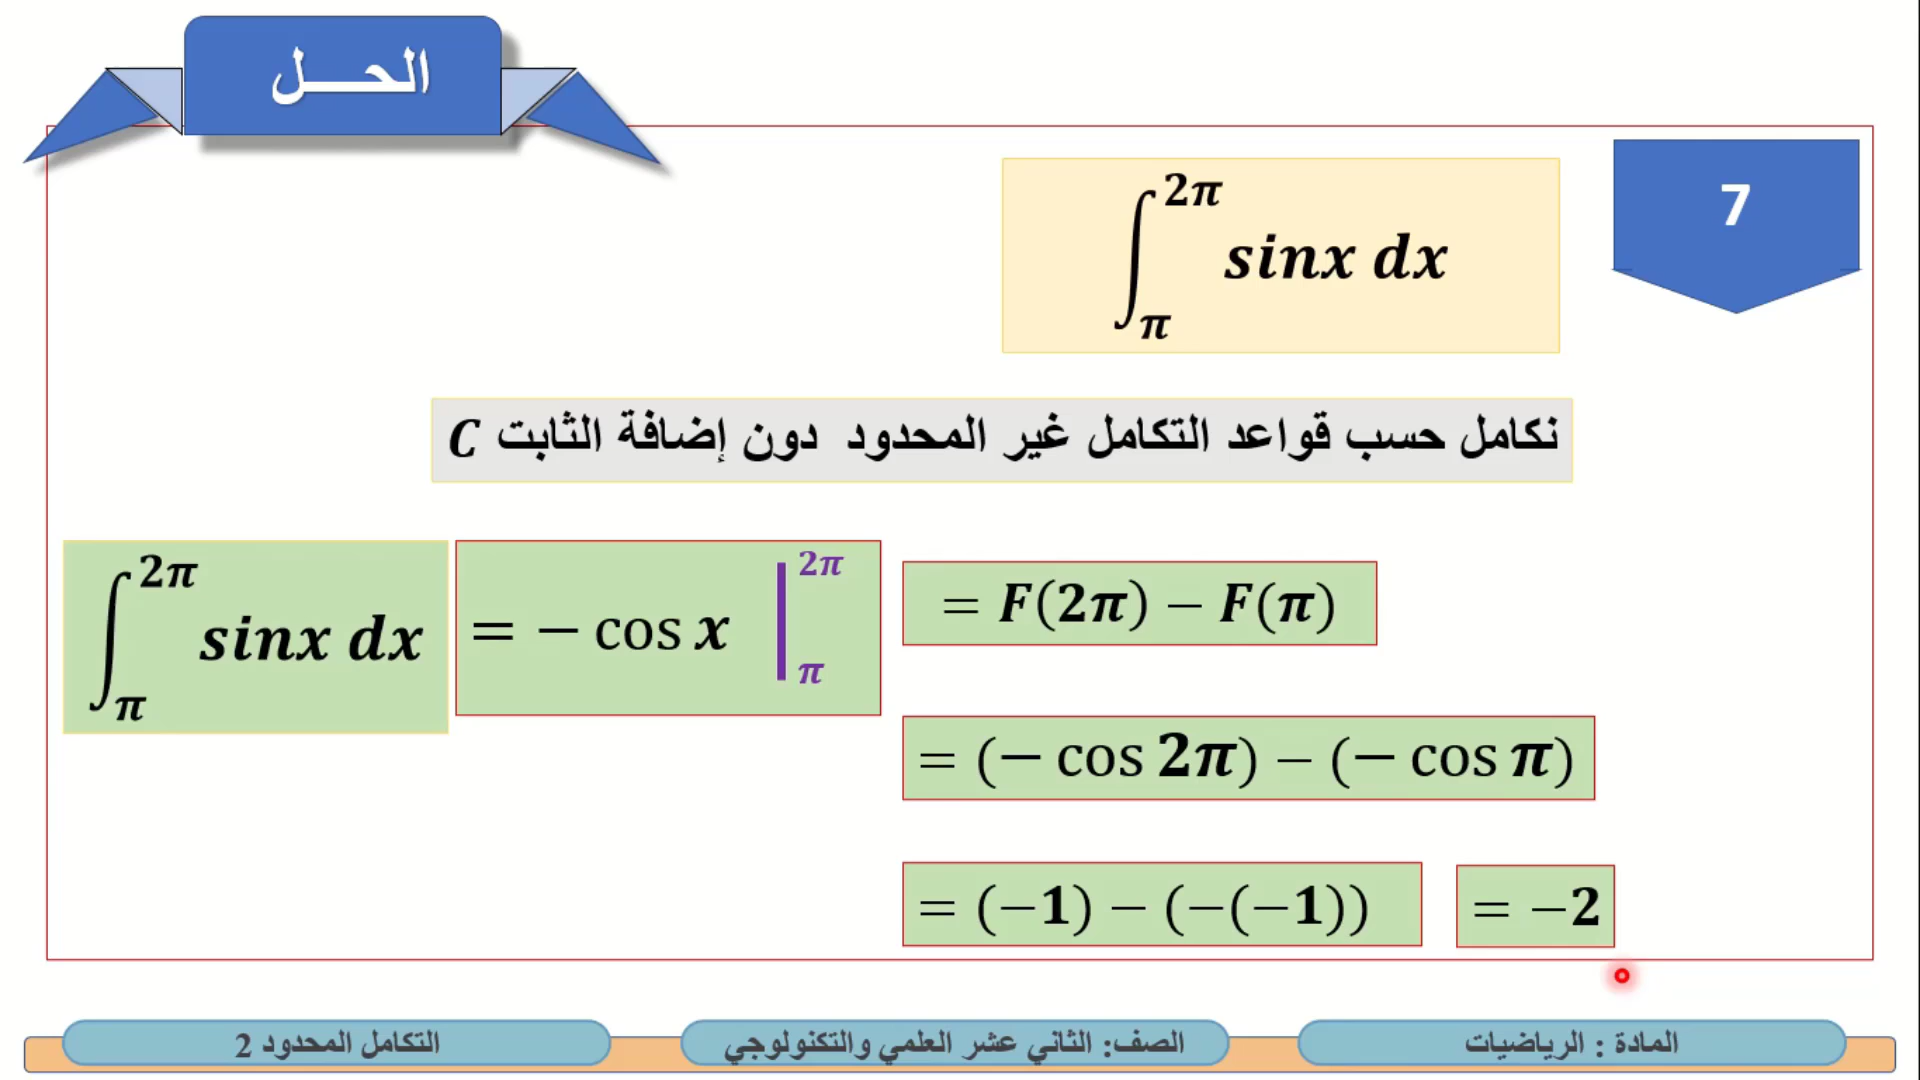 الحـــل
7
∫_π^2π sinx dx
نكامل حسب قواعد التكامل غير المحدود دون إضافة الثابت C
∫_π^2π sinx dx = − cos x |_π^2π = F(2π) − F(π)
= (− cos 2π) − (− cos π)
= (−1) − (−(−1)) = −2
المادة : الرياضيات
الصف: الثاني عشر العلمي والتكنولوجي
التكامل المحدود 2